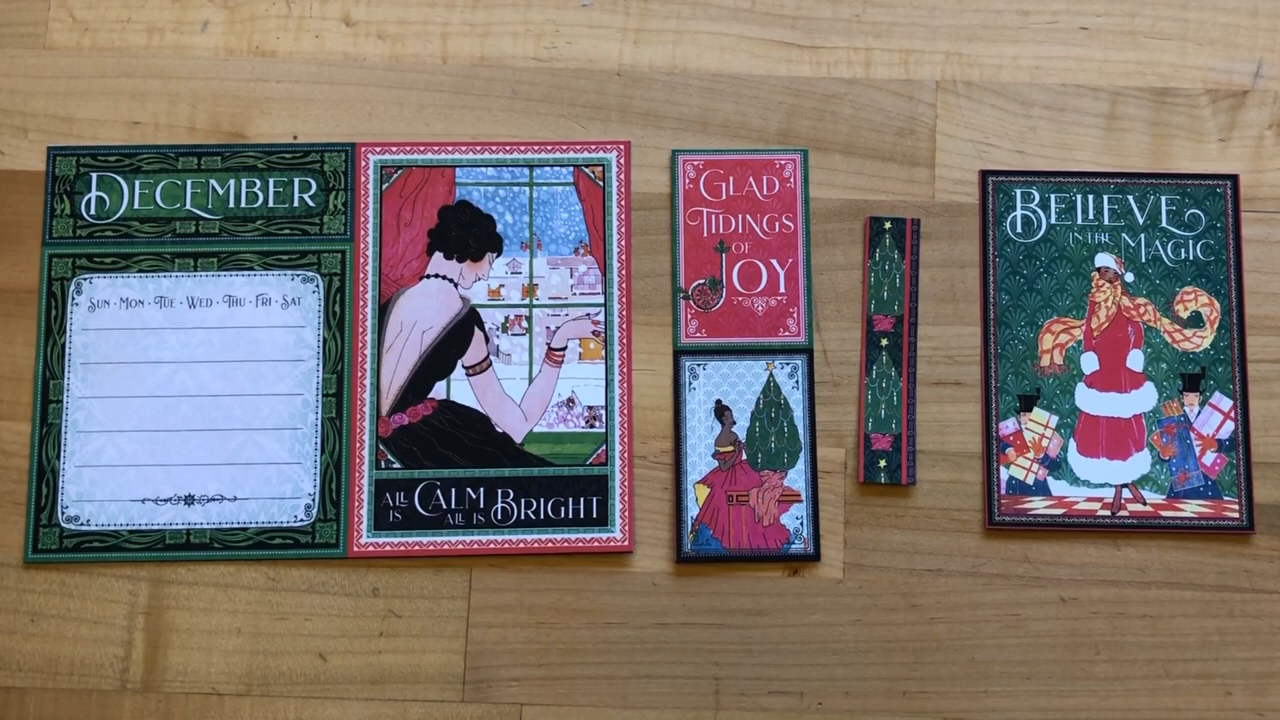 DECEMBER
SUN · MON · TUE · WED · THU · FRI · SAT
ALL IS CALM ALL IS BRIGHT
GLAD
TIDINGS
OF
JOY
BELIEVE
IN THE MAGIC